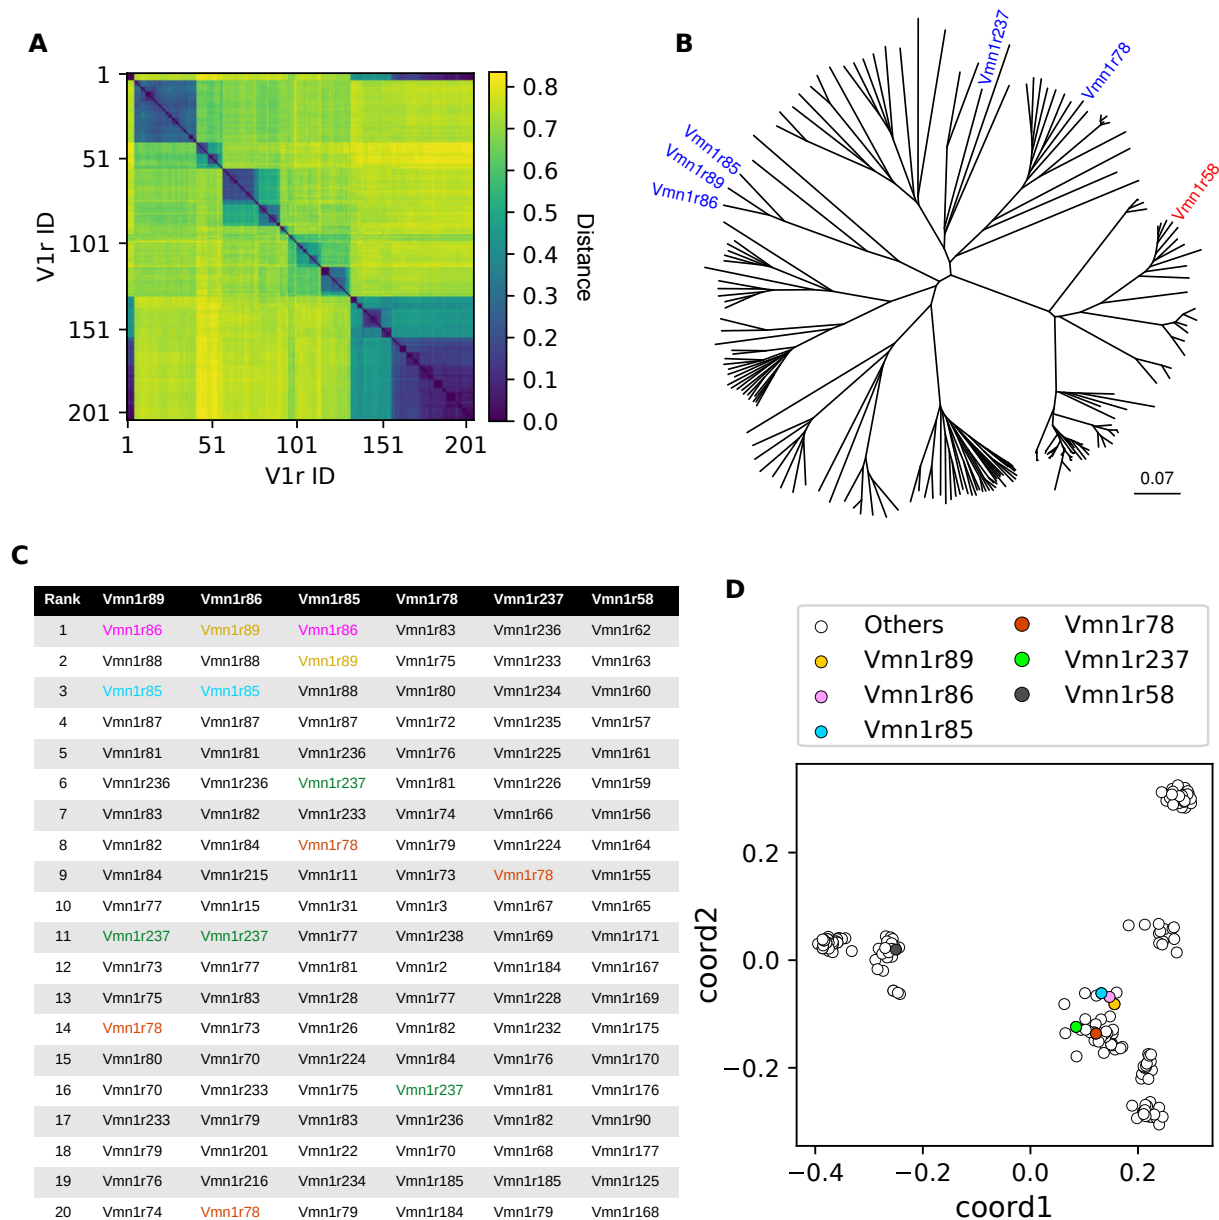 A
1
51
101
151
201
V1r ID
1 51 101 151 201
V1r ID
0.8
0.7
0.6
0.5
0.4
0.3
0.2
0.1
0.0
Distance
B
Vmn1r237
Vmn1r78
Vmn1r58
Vmn1r85
Vmn1r89
Vmn1r86
0.07
C
Rank Vmn1r89 Vmn1r86 Vmn1r85 Vmn1r78 Vmn1r237 Vmn1r58
1 Vmn1r86 Vmn1r89 Vmn1r86 Vmn1r83 Vmn1r236 Vmn1r62
2 Vmn1r88 Vmn1r88 Vmn1r89 Vmn1r75 Vmn1r233 Vmn1r63
3 Vmn1r85 Vmn1r85 Vmn1r88 Vmn1r80 Vmn1r234 Vmn1r60
4 Vmn1r87 Vmn1r87 Vmn1r87 Vmn1r72 Vmn1r235 Vmn1r57
5 Vmn1r81 Vmn1r81 Vmn1r236 Vmn1r76 Vmn1r225 Vmn1r61
6 Vmn1r236 Vmn1r236 Vmn1r237 Vmn1r81 Vmn1r226 Vmn1r59
7 Vmn1r83 Vmn1r82 Vmn1r233 Vmn1r74 Vmn1r66 Vmn1r56
8 Vmn1r82 Vmn1r84 Vmn1r78 Vmn1r79 Vmn1r224 Vmn1r64
9 Vmn1r84 Vmn1r215 Vmn1r11 Vmn1r73 Vmn1r78 Vmn1r55
10 Vmn1r77 Vmn1r15 Vmn1r31 Vmn1r3 Vmn1r67 Vmn1r65
11 Vmn1r237 Vmn1r237 Vmn1r77 Vmn1r238 Vmn1r69 Vmn1r171
12 Vmn1r73 Vmn1r77 Vmn1r81 Vmn1r2 Vmn1r184 Vmn1r167
13 Vmn1r75 Vmn1r83 Vmn1r28 Vmn1r77 Vmn1r228 Vmn1r169
14 Vmn1r78 Vmn1r73 Vmn1r26 Vmn1r82 Vmn1r232 Vmn1r175
15 Vmn1r80 Vmn1r70 Vmn1r224 Vmn1r84 Vmn1r76 Vmn1r170
16 Vmn1r70 Vmn1r233 Vmn1r75 Vmn1r237 Vmn1r81 Vmn1r176
17 Vmn1r233 Vmn1r79 Vmn1r83 Vmn1r236 Vmn1r82 Vmn1r90
18 Vmn1r79 Vmn1r201 Vmn1r22 Vmn1r70 Vmn1r68 Vmn1r177
19 Vmn1r76 Vmn1r216 Vmn1r234 Vmn1r185 Vmn1r185 Vmn1r125
20 Vmn1r74 Vmn1r78 Vmn1r79 Vmn1r184 Vmn1r79 Vmn1r168
D
Others
Vmn1r89
Vmn1r86
Vmn1r85
Vmn1r78
Vmn1r237
Vmn1r58
0.2
0.0
−0.2
coord2
−0.4 −0.2 0.0 0.2
coord1